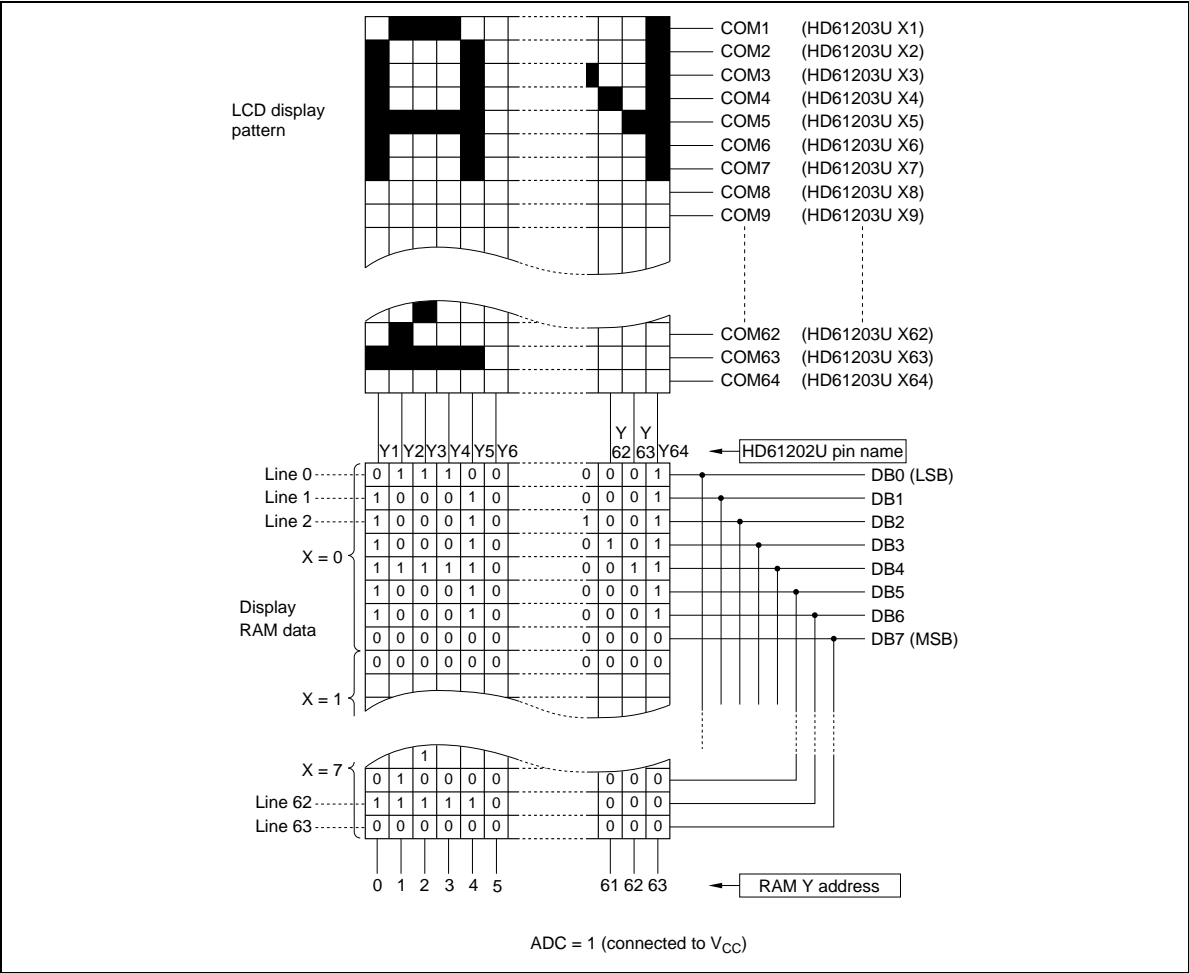 COM1 (HD61203U X1)
COM2 (HD61203U X2)
COM3 (HD61203U X3)
COM4 (HD61203U X4)
LCD display
pattern
COM5 (HD61203U X5)
COM6 (HD61203U X6)
COM7 (HD61203U X7)
COM8 (HD61203U X8)
COM9 (HD61203U X9)
COM62 (HD61203U X62)
COM63 (HD61203U X63)
COM64 (HD61203U X64)
Y1 Y2 Y3 Y4 Y5 Y6 Y 62 Y 63 Y64 HD61202U pin name
Line 0 0 1 1 1 0 0 0 0 0 1 DB0 (LSB)
Line 1 1 0 0 0 1 0 0 0 0 1 DB1
Line 2 1 0 0 0 1 0 1 0 0 1 DB2
1 0 0 0 1 0 0 1 0 1 DB3
X = 0
1 1 1 1 1 0 0 0 1 1 DB4
1 0 0 0 1 0 0 0 0 1 DB5
Display
RAM data
1 0 0 0 1 0 0 0 0 1 DB6
0 0 0 0 0 0 0 0 0 0 DB7 (MSB)
0 0 0 0 0 0 0 0 0 0
X = 1
1
X = 7
0 1 0 0 0 0 0 0 0
Line 62 1 1 1 1 1 0 0 0 0
Line 63 0 0 0 0 0 0 0 0 0
0 1 2 3 4 5 61 62 63 RAM Y address
ADC = 1 (connected to VCC)